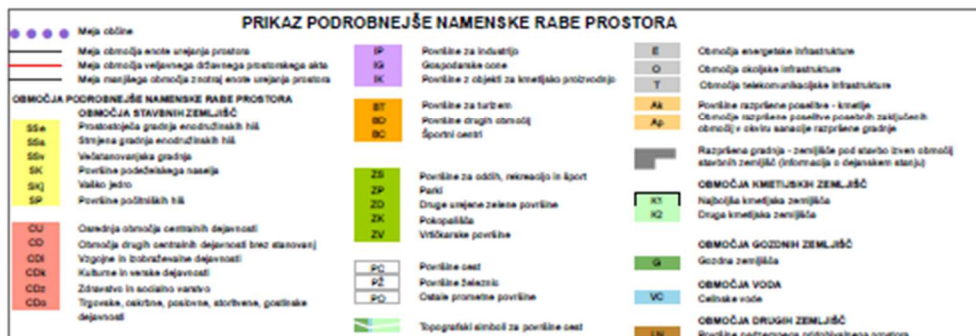 PRIKAZ PODROBNEJŠE NAMENSKE RABE PROSTORA
Meja občine
Meja območja enote urejanja prostora
Meja območja veljavnega državnega prostorskega akta
Meja manjšega območja znotraj enote urejanja prostora
OBMOČJA PODROBNEJŠE NAMENSKE RABE PROSTORA
OBMOČJA STAVBNIH ZEMLJIŠČ
SSe Prostostoječa gradnja enodružinskih hiš
SSs Strnjena gradnja enodružinskih hiš
SSv Večstanovanjska gradnja
SK Površine podeželskega naselja
SKj Vaško jedro
SP Površine počitniških hiš
CU Osrednja območja centralnih dejavnosti
CD Območja drugih centralnih dejavnosti brez stanovanj
CDi Vzgojne in izobraževalne dejavnosti
CDk Kulturne in verske dejavnosti
CDz Zdravstvo in socialno varstvo
CDo Trgovske, oskrbne, poslovne, storitvene, gostinske
dejavnosti
IP Površine za industrijo
IG Gospodarske cone
IK Površine z objekti za kmetijsko proizvodnjo
BT Površine za turizem
BD Površine drugih območij
BC Športni centri
ZS Površine za oddih, rekreacijo in šport
ZP Parki
ZD Druge urejene zelene površine
ZK Pokopališča
ZV Vrtičkarske površine
PC Površine cest
PŽ Površine železnic
PO Ostale prometne površine
Topografski simboli za površine cest
E Območja energetske infrastrukture
O Območja okoljske infrastrukture
T Območja telekomunikacijske infrastrukture
Ak Površine razpršene poselitve - kmetije
Ap Območja razpršene poselitve posebnih zaključenih
območij v okviru sanacije razpršene gradnje
Razpršena gradnja - zemljišče pod stavbo izven območij
stavbnih zemljišč (informacija o dejanskem stanju)
OBMOČJA KMETIJSKIH ZEMLJIŠČ
K1 Najboljša kmetijska zemljišča
K2 Druga kmetijska zemljišča
OBMOČJA GOZDNIH ZEMLJIŠČ
G Gozdna zemljišča
OBMOČJA VODA
VC Celinske vode
OBMOČJA DRUGIH ZEMLJIŠČ
LN Površine nadzemnega pridobivalnega prostora